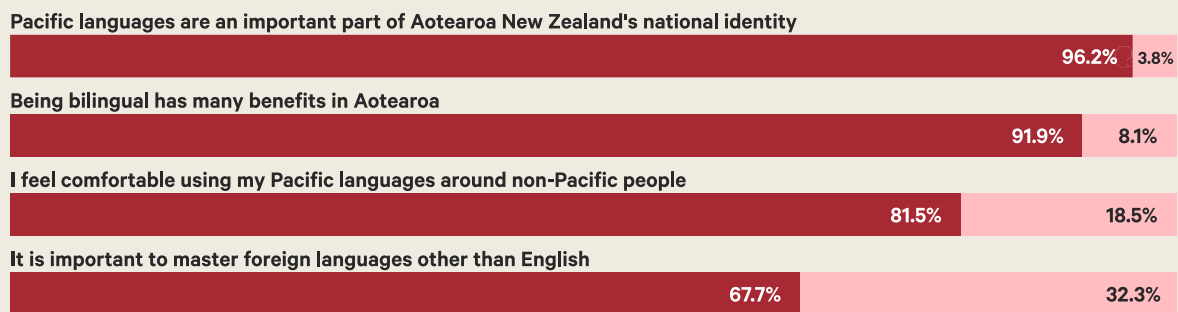 Pacific languages are an important part of Aotearoa New Zealand's national identity
96.2% 3.8%
Being bilingual has many benefits in Aotearoa
91.9% 8.1%
I feel comfortable using my Pacific languages around non-Pacific people
81.5% 18.5%
It is important to master foreign languages other than English
67.7% 32.3%